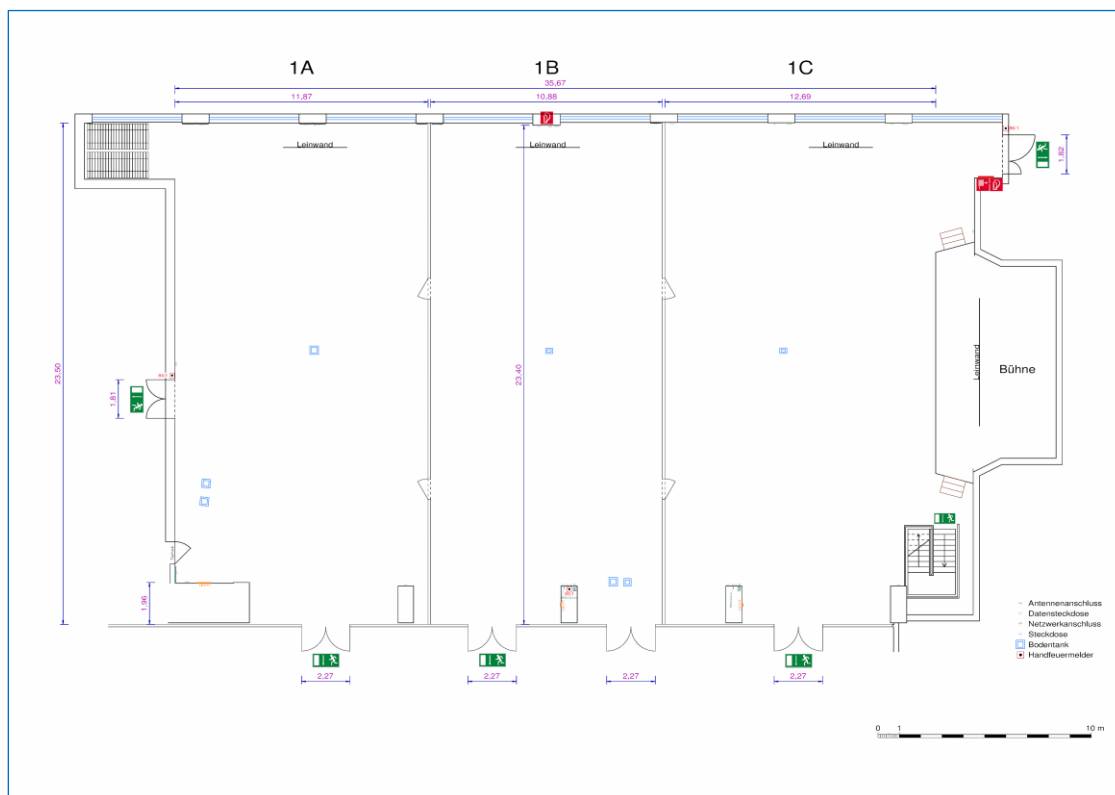 1A 1B 1C
35,67
11,87 10,88 12,69
Leinwand Leinwand Leinwand
1,82
23,50
23,40
1,81
Leinwand
Bühne
1,96
2,27 2,27 2,27 2,27
Antennenanschluss
Datensteckdose
Netzwerkanschluss
Steckdose
Bodentank
Handfeuermelder
0 1 10 m